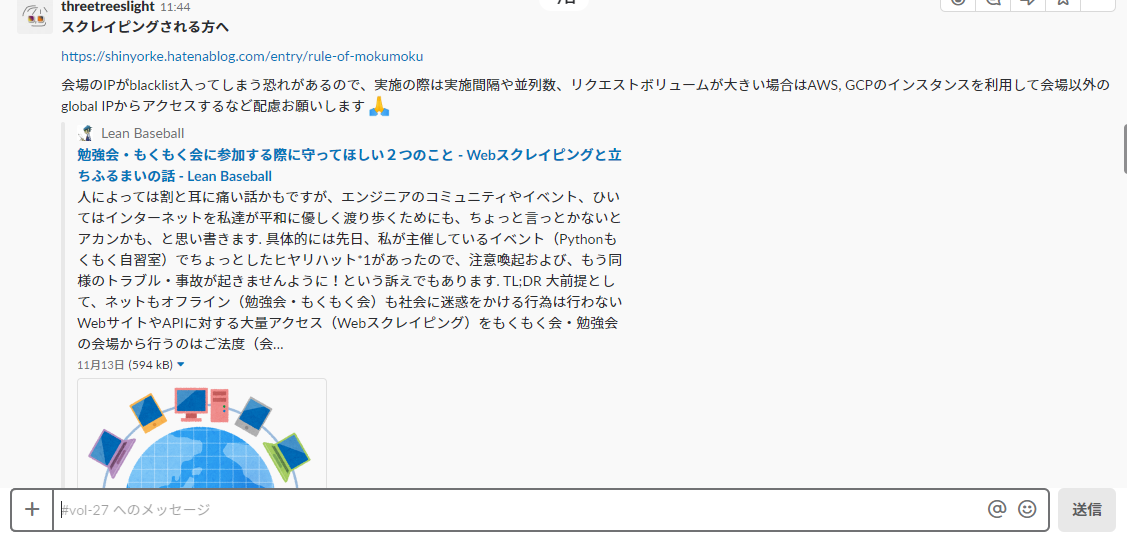 threetreeslight 11:44
スクレイピングされる方へ
https://shinyorke.hatenablog.com/entry/rule-of-mokumoku
会場のIPがblacklist入ってしまう恐れがあるので、実施の際は実施間隔や並列数、リクエストボリュームが大きい場合はAWS, GCPのインスタンスを利用して会場以外の
global IPからアクセスするなど配慮お願いします 🙏
Lean Baseball
勉強会・もくもく会に参加する際に守ってほしい２つのこと - Webスクレイピングと立
ちふるまいの話 - Lean Baseball
人によっては割と耳に痛い話かもですが、エンジニアのコミュニティやイベント、ひい
てはインターネットを私達が平和に優しく渡り歩くためにも、ちょっと言っとかないと
アカンかも、と思い書きます. 具体的には先日、私が主催しているイベント（Pythonも
くもく自習室）でちょっとしたヒヤリハット*1があったので、注意喚起および、もう同
様のトラブル・事故が起きませんように！という訴えでもあります. TL;DR 大前提とし
て、ネットもオフライン（勉強会・もくもく会）も社会に迷惑をかける行為は行わない
WebサイトやAPIに対する大量アクセス（Webスクレイピング）をもくもく会・勉強会
の会場から行うのはご法度（会...
11月13日 (594 kB)
#vol-27 へのメッセージ
送信